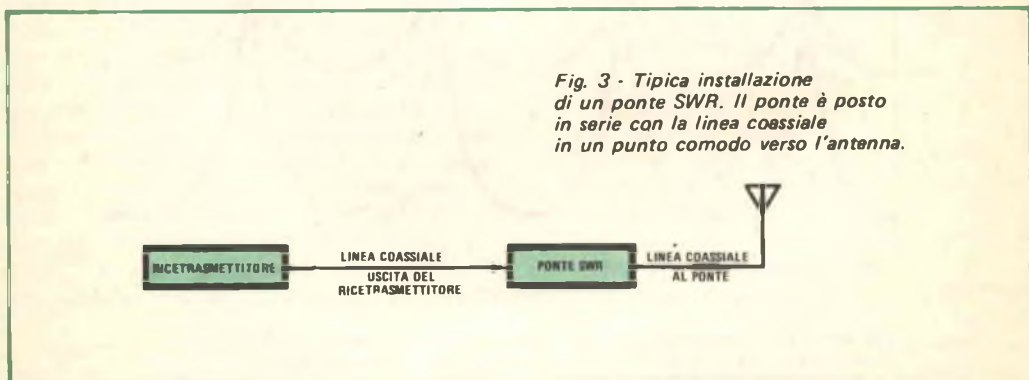 Fig. 3 - Tipica installazione
di un ponte SWR. Il ponte è posto
in serie con la linea coassiale
in un punto comodo verso l'antenna.
RICETRASMETTITORE
LINEA COASSIALE
USCITA DEL
RICETRASMETTITORE
PONTE SWR
LINEA COASSIALE
AL PONTE